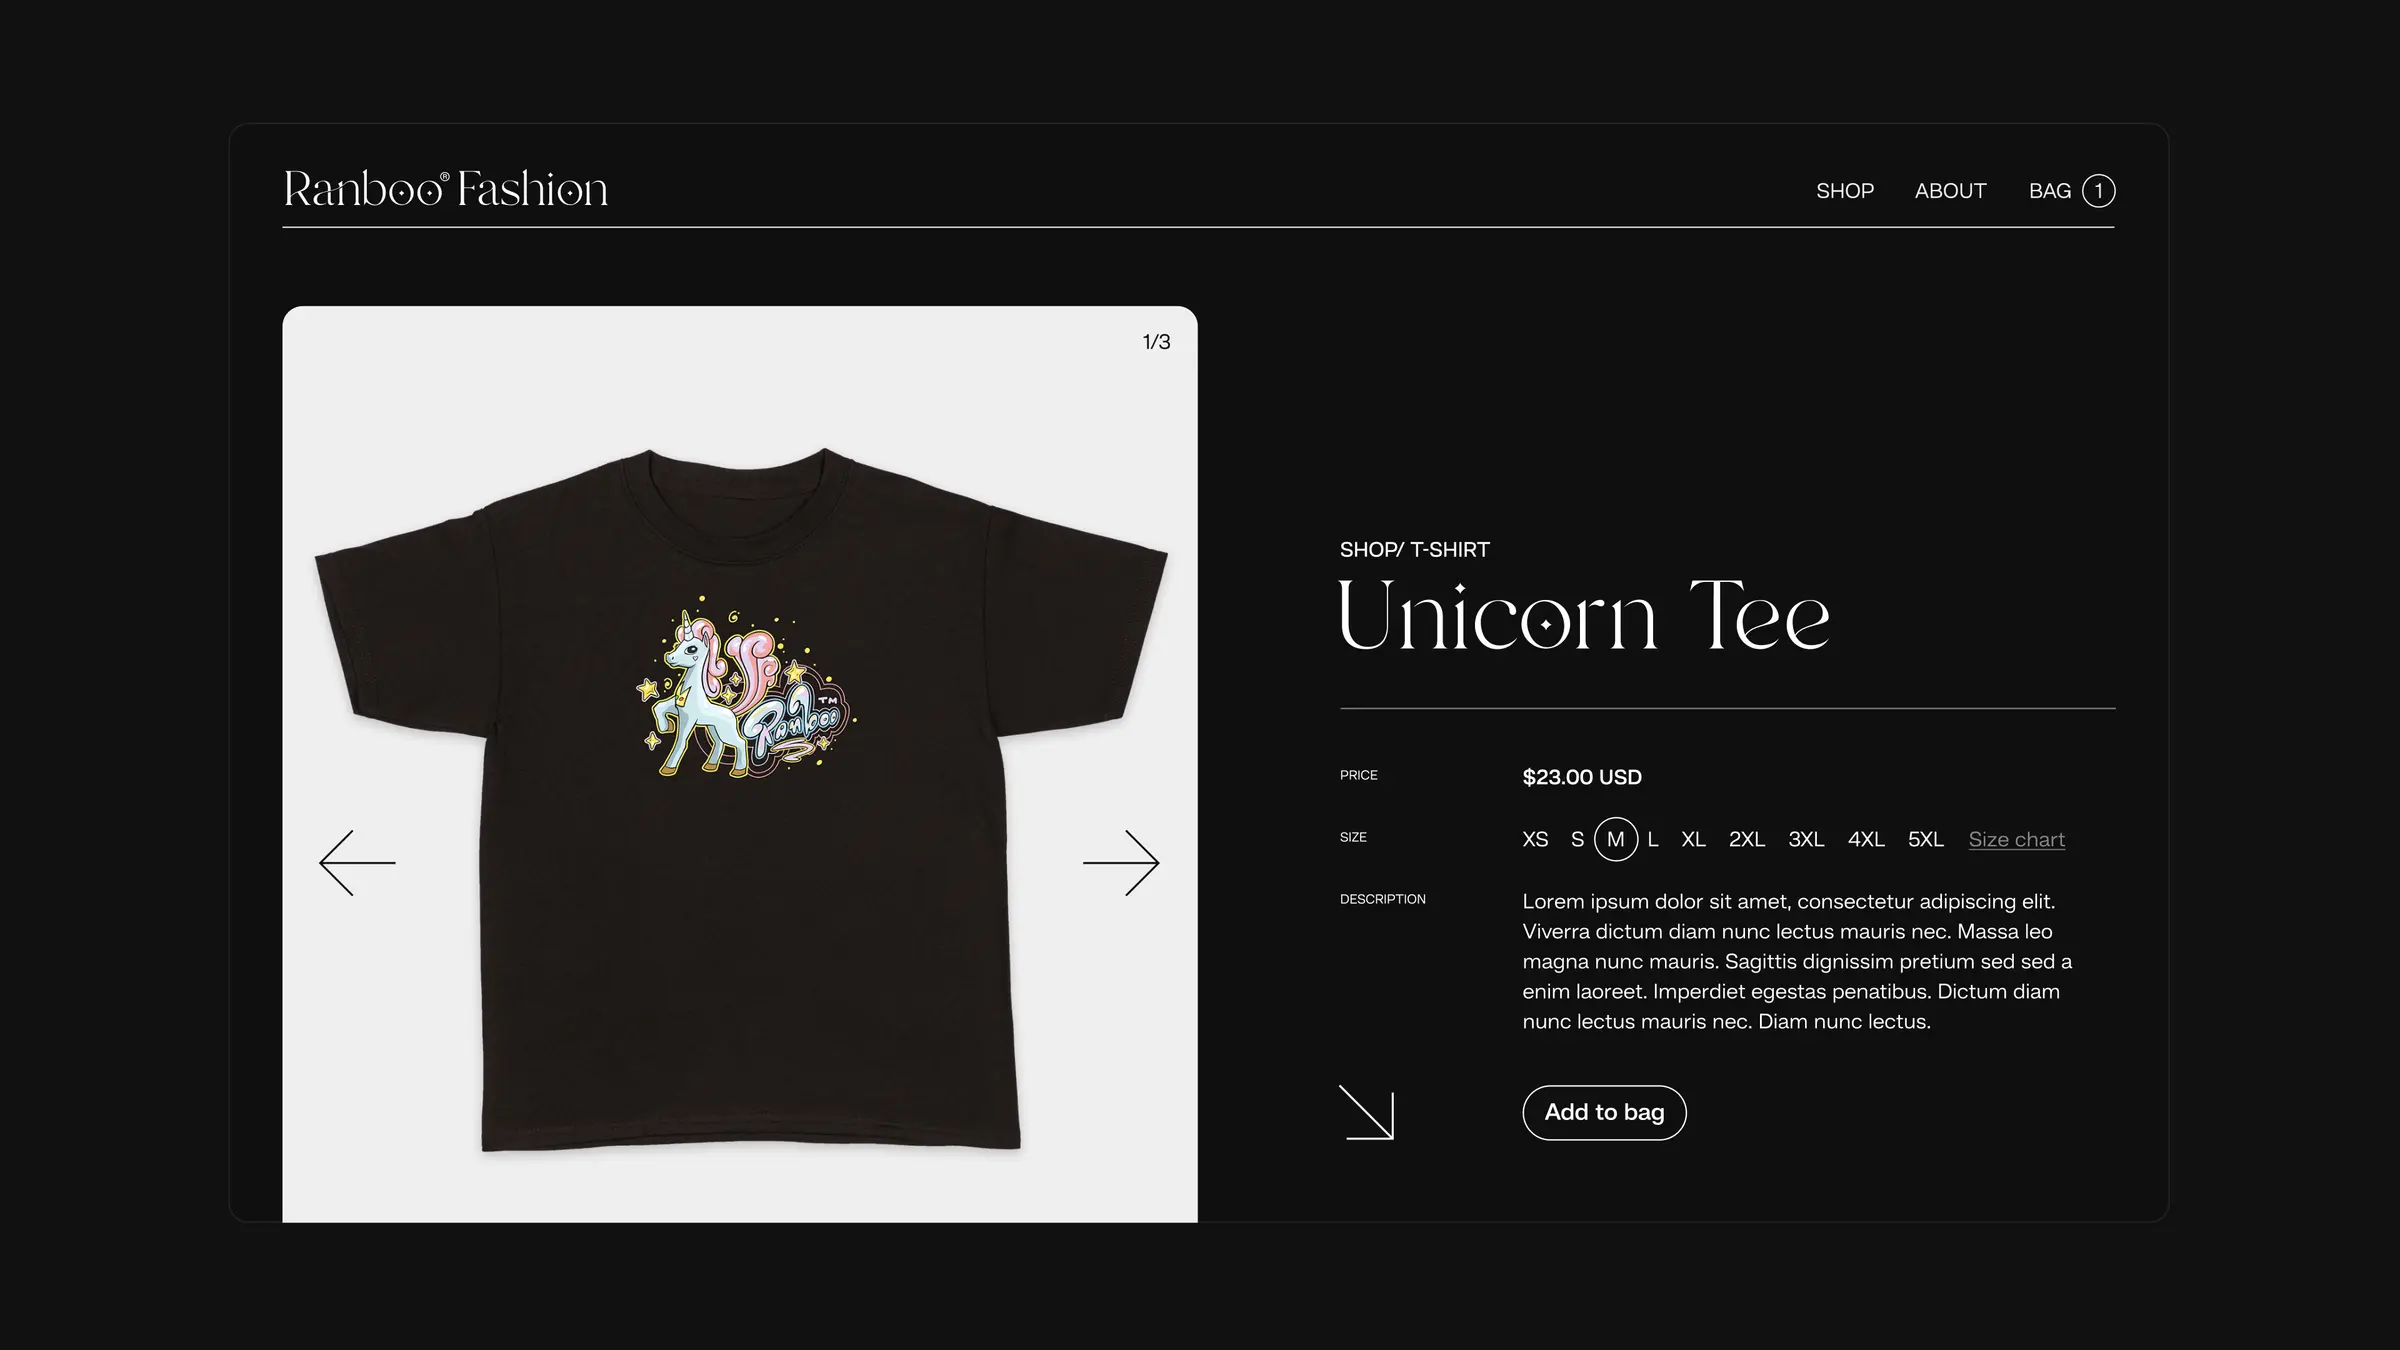 Ranboo® Fashion
SHOP ABOUT BAG 1
1/3
Ranboo™
SHOP/ T-SHIRT
Unicorn Tee
PRICE
$23.00 USD
SIZE
XS S M L XL 2XL 3XL 4XL 5XL Size chart
DESCRIPTION
Lorem ipsum dolor sit amet, consectetur adipiscing elit.
Viverra dictum diam nunc lectus mauris nec. Massa leo
magna nunc mauris. Sagittis dignissim pretium sed sed a
enim laoreet. Imperdiet egestas penatibus. Dictum diam
nunc lectus mauris nec. Diam nunc lectus.
Add to bag